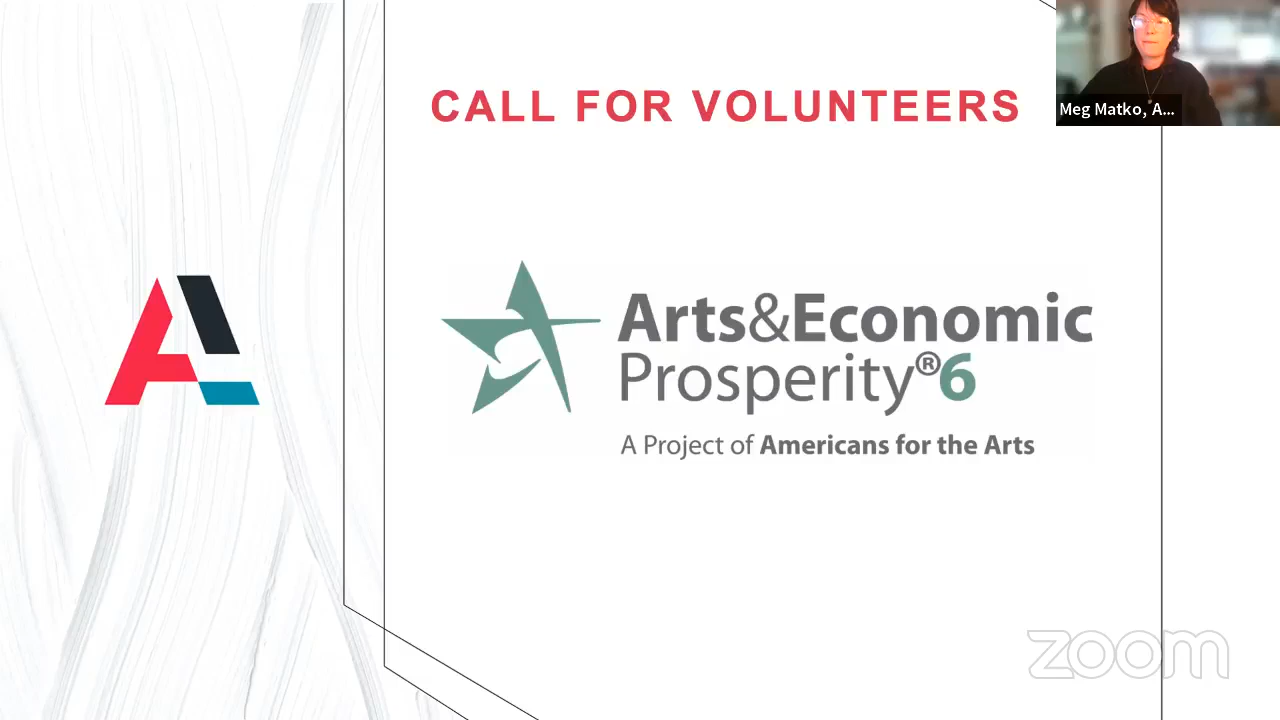 CALL FOR VOLUNTEERS
Meg Matko, A...
Arts&Economic
Prosperity®6
A Project of Americans for the Arts
zoom